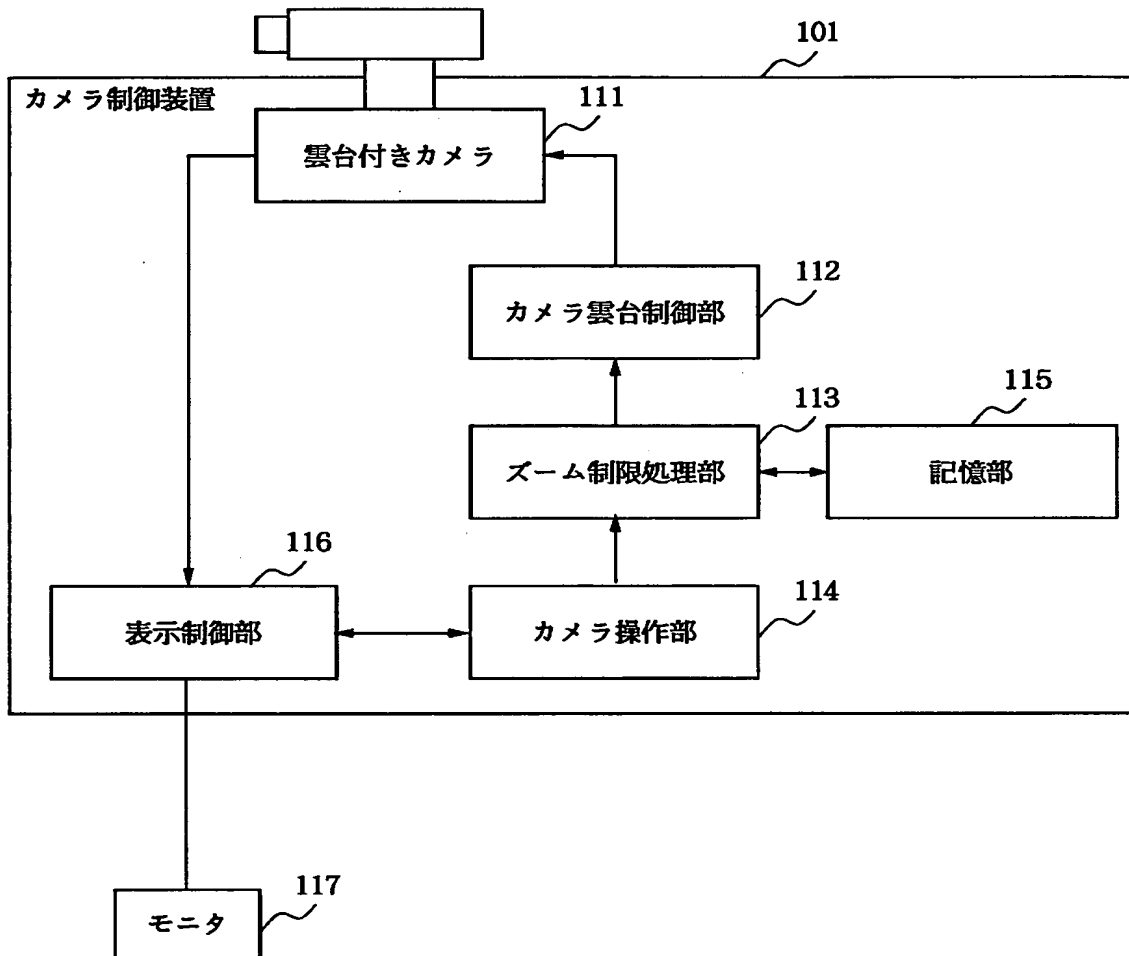 101
カメラ制御装置
111
雲台付きカメラ
112
カメラ雲台制御部
113
115
ズーム制限処理部
記憶部
116
114
表示制御部
カメラ操作部
117
モニタ